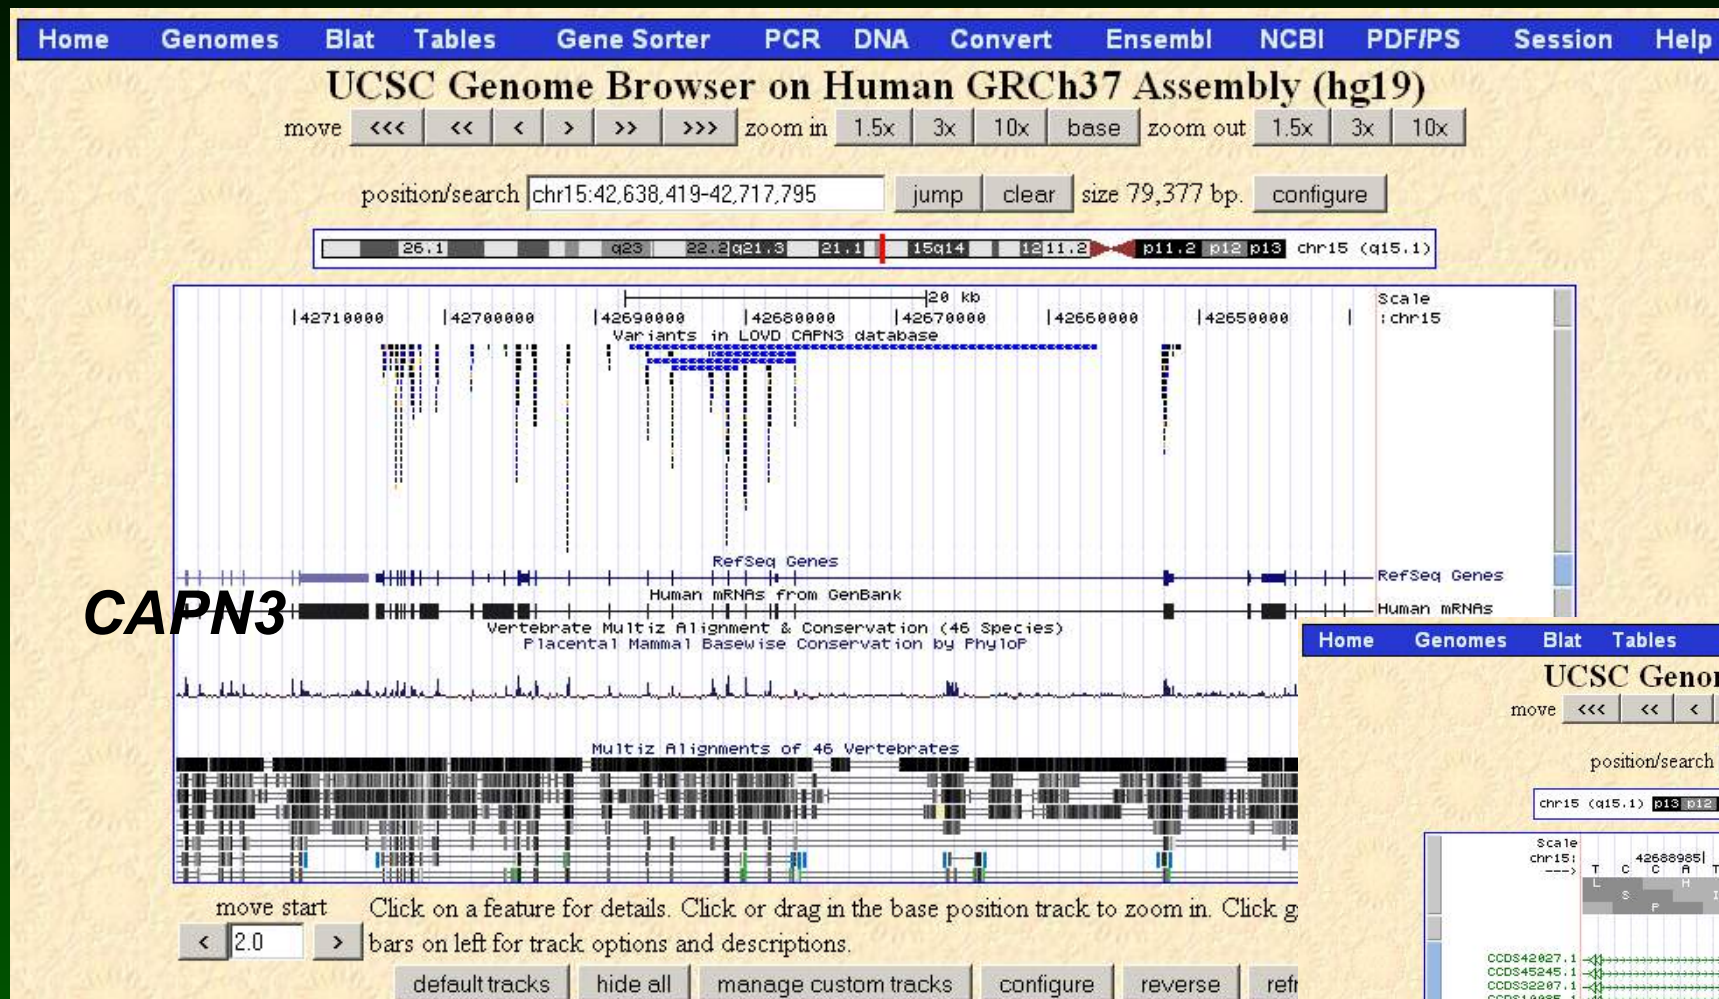 Home Genomes Blat Tables Gene Sorter PCR DNA Convert Ensembl NCBI PDF/PS Session Help
UCSC Genome Browser on Human GRCh37 Assembly (hg19)
move <<< << < > >> >>> zoom in 1.5x 3x 10x base zoom out 1.5x 3x 10x
position/search chr15:42,638,419-42,717,795 jump clear size 79,377 bp. configure
26.1 q23 22.2 q21.3 21.1 15q14 12 11.2 p11.2 p12 p13 chr15 (q15.1)
20 kb Scale
|42710000 |42700000 |42690000 |42680000 |42670000 |42660000 |42650000 | :chr15
Variants in LOVD CAPN3 database
RefSeq Genes
RefSeq Genes
Human mRNAs from GenBank
CAPN3
Human mRNAs
Vertebrate Multiz Alignment & Conservation (46 Species)
Placental Mammal Basewise Conservation by PhyloP
Multiz Alignments of 46 Vertebrates
move start Click on a feature for details. Click or drag in the base position track to zoom in. Click g
< 2.0 > bars on left for track options and descriptions.
default tracks hide all manage custom tracks configure reverse refr
Home Genomes Blat Tables
UCSC Genor
move <<< << <
position/search
chr15 (q15.1) p13 p12
Scale
chr15: 42688985|
---> T C C A T
L H
S I
P
CCDS42027.1
CCDS45245.1
CCDS32207.1